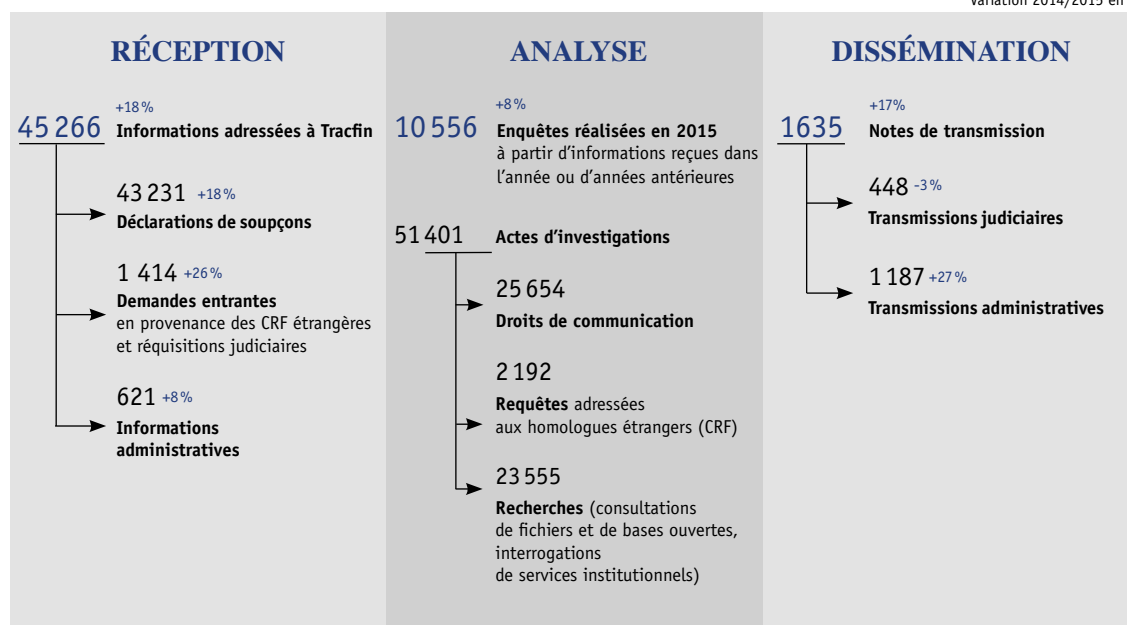 Variation 2014/2015 en
RÉCEPTION
+18%
45 266 Informations adressées à Tracfin
43 231 +18%
Déclarations de soupçons
1 414 +26%
Demandes entrantes
en provenance des CRF étrangères
et réquisitions judiciaires
621 +8%
Informations
administratives
ANALYSE
+8%
10 556 Enquêtes réalisées en 2015
à partir d'informations reçues dans
l'année ou d'années antérieures
51 401 Actes d'investigations
25 654
Droits de communication
2 192
Requêtes adressées
aux homologues étrangers (CRF)
23 555
Recherches (consultations
de fichiers et de bases ouvertes,
interrogations
de services institutionnels)
DISSÉMINATION
+17%
1635 Notes de transmission
448 -3%
Transmissions judiciaires
1 187 +27%
Transmissions administratives